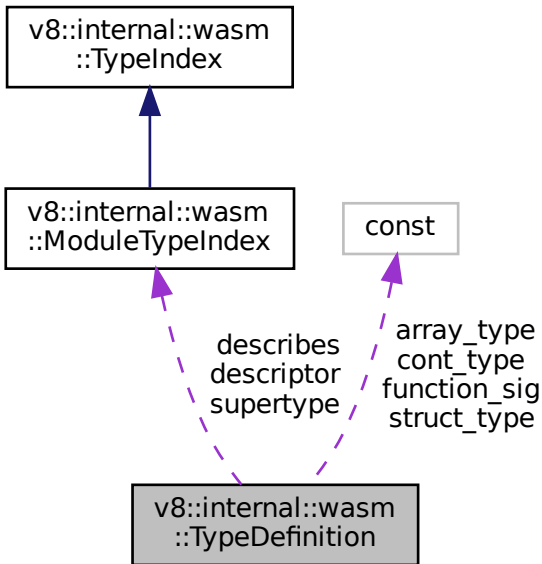 v8::internal::wasm
::TypeIndex
v8::internal::wasm
::ModuleTypeIndex
const
describes
descriptor
supertype
array_type
cont_type
function_sig
struct_type
v8::internal::wasm
::TypeDefinition